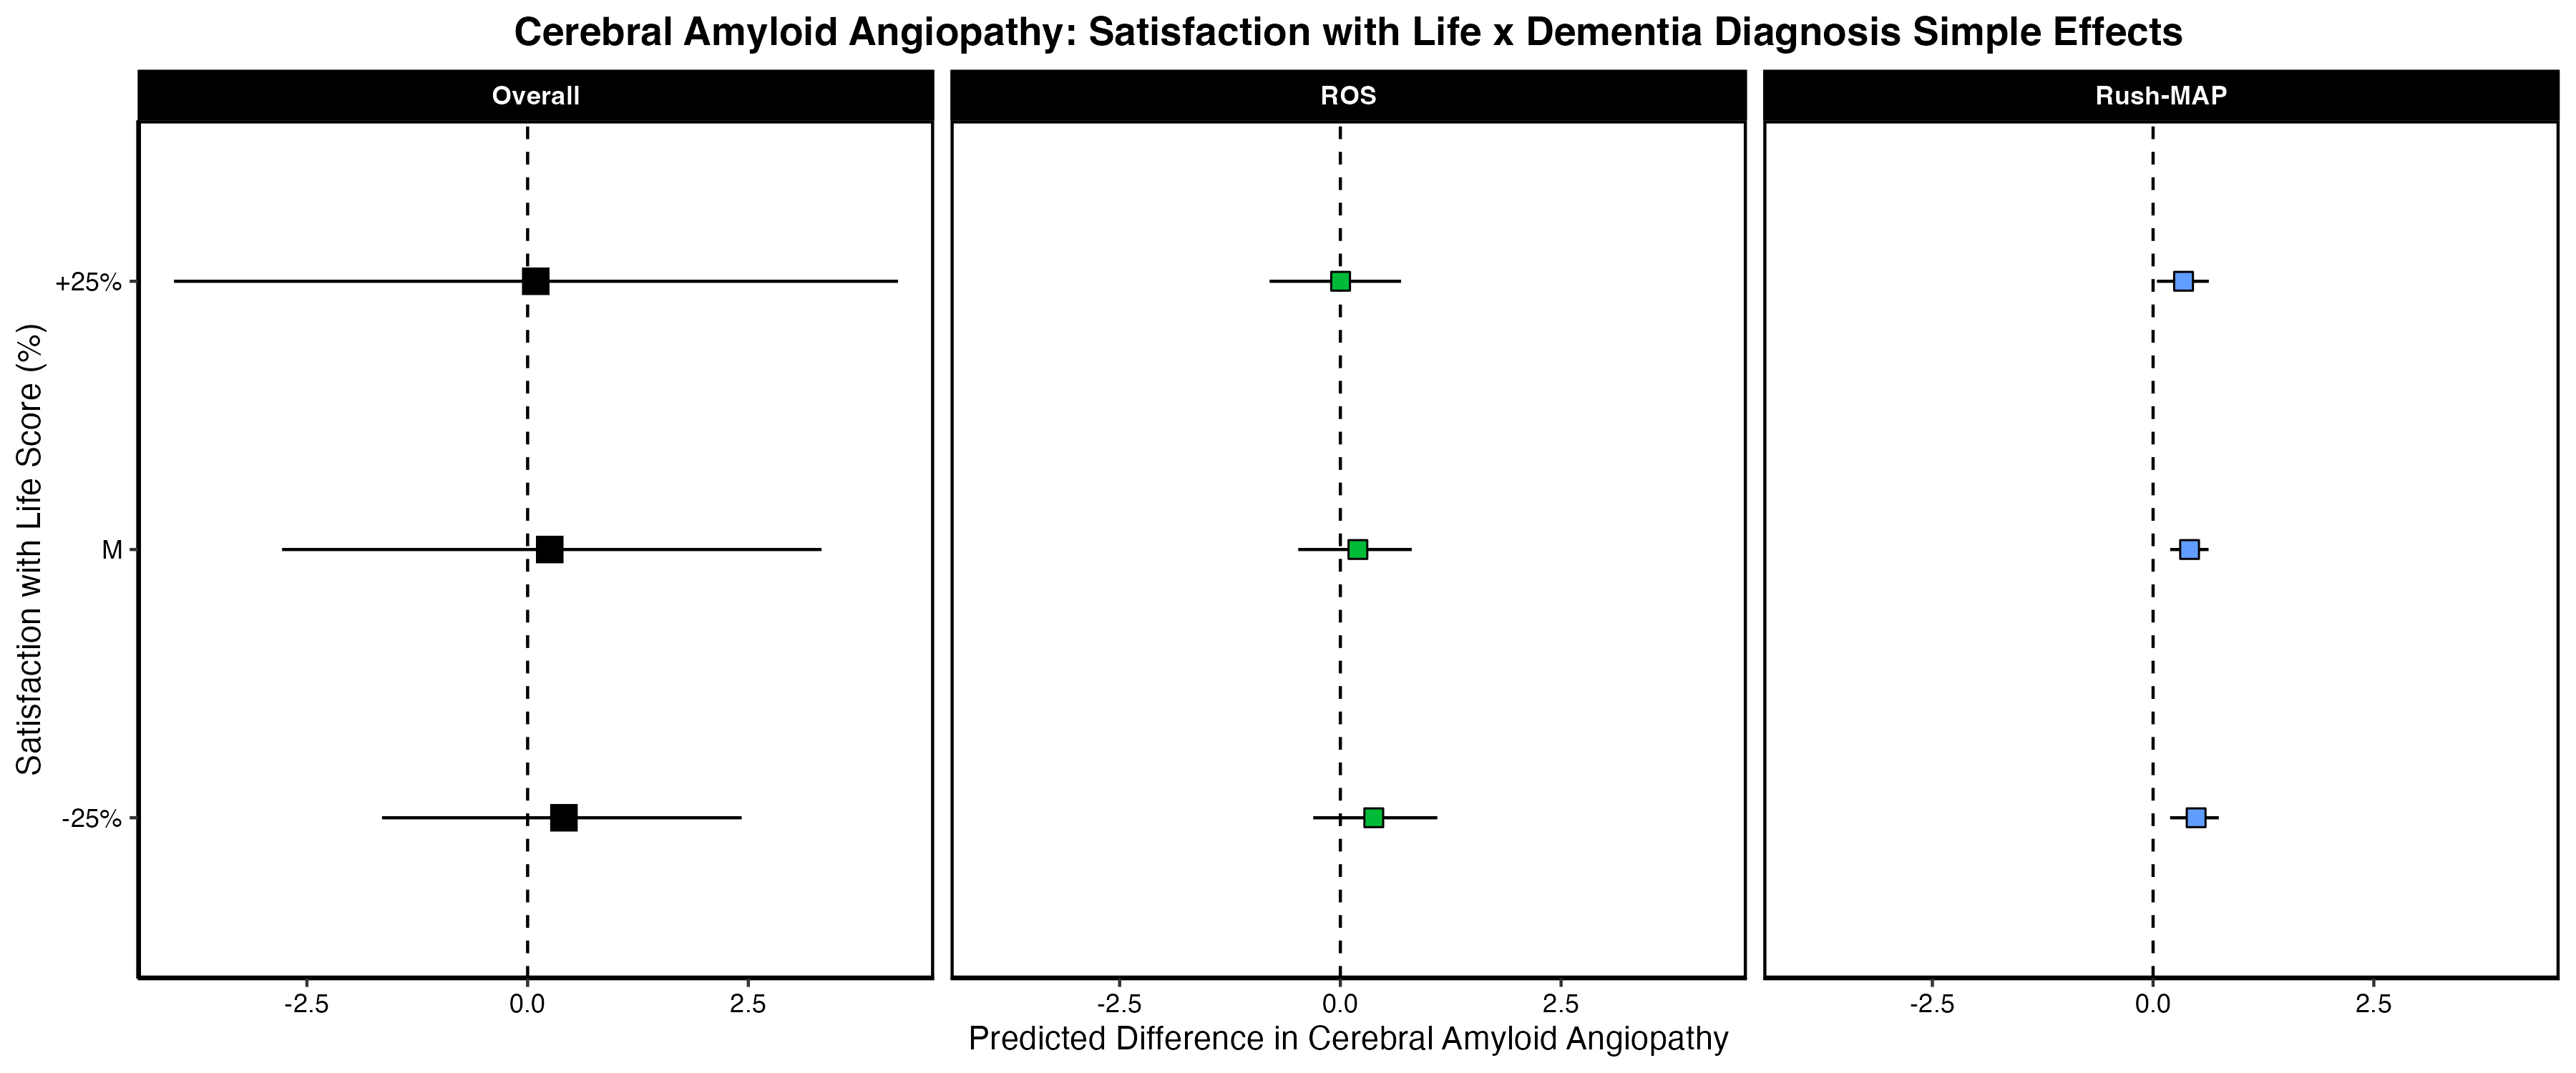 Cerebral Amyloid Angiopathy: Satisfaction with Life x Dementia Diagnosis Simple Effects
Overall
ROS
Rush-MAP
Satisfaction with Life Score (%)
+25%
M
-25%
-2.5
0.0
2.5
-2.5
0.0
2.5
-2.5
0.0
2.5
Predicted Difference in Cerebral Amyloid Angiopathy